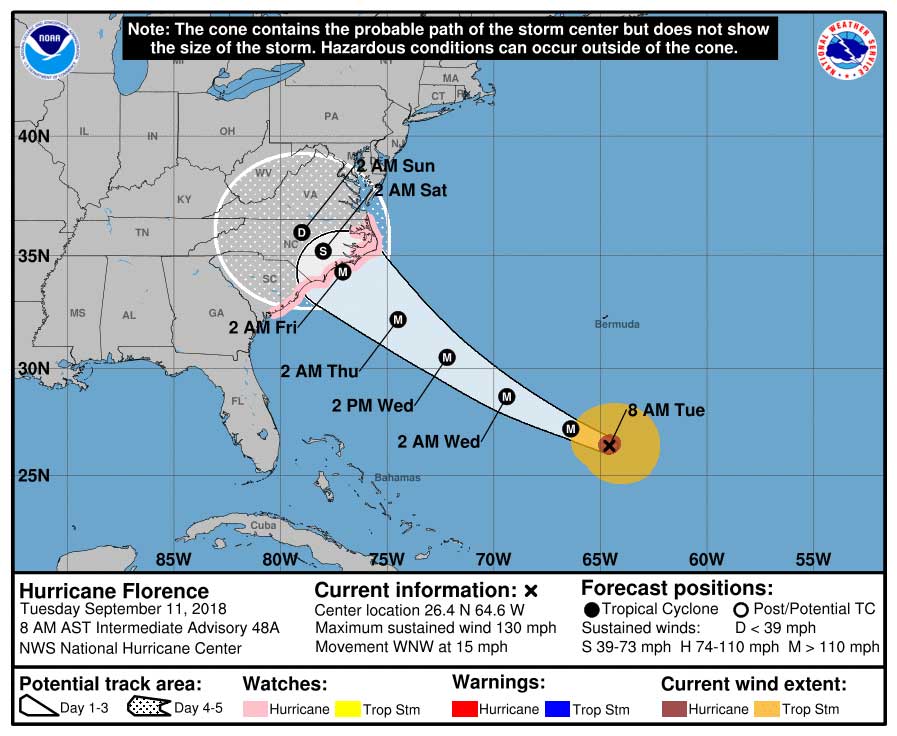 Note: The cone contains the probable path of the storm center but does not show
the size of the storm. Hazardous conditions can occur outside of the cone.
NOAA
NATIONAL WEATHER SERVICE
MI
NY
MA
CT
RI
PA
NJ
40N
IL
IN
OH
WV
VA
KY
2 AM Sun
2 AM Sat
D
S
NC
TN
35N
M
SC
MS
AL
GA
2 AM Fri
M
Bermuda
30N
M
2 AM Thu
2 PM Wed
M
FL
2 AM Wed
M
8 AM Tue
25N
Bahamas
Cuba
85W
80W
75W
70W
65W
60W
55W
Hurricane Florence
Tuesday September 11, 2018
8 AM AST Intermediate Advisory 48A
NWS National Hurricane Center
Current information: ×
Center location 26.4 N 64.6 W
Maximum sustained wind 130 mph
Movement WNW at 15 mph
Forecast positions:
Tropical Cyclone Post/Potential TC
Sustained winds: D < 39 mph
S 39-73 mph H 74-110 mph M > 110 mph
Potential track area:
Day 1-3 Day 4-5
Watches:
Hurricane Trop Stm
Warnings:
Hurricane Trop Stm
Current wind extent:
Hurricane Trop Stm